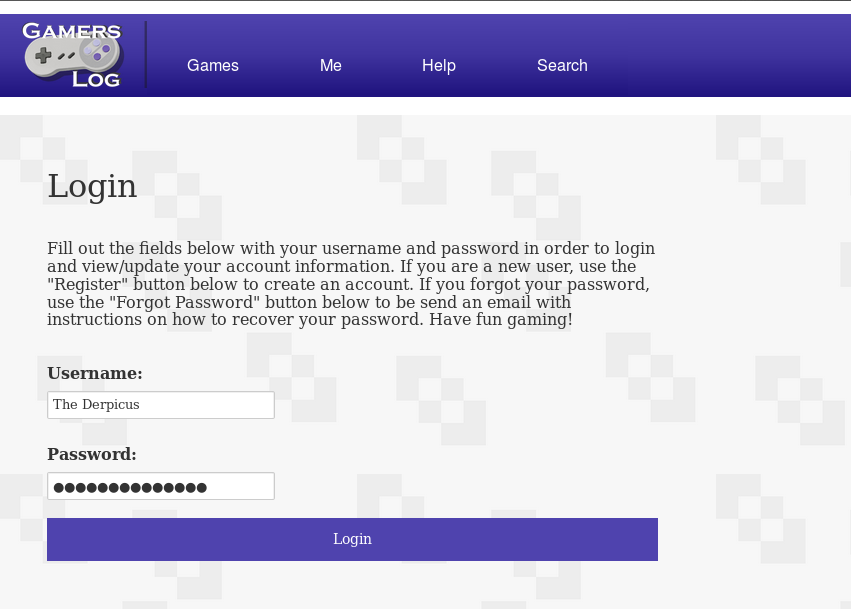 GAMERS
LOG
Games Me Help Search
Login
Fill out the fields below with your username and password in order to login
and view/update your account information. If you are a new user, use the
"Register" button below to create an account. If you forgot your password,
use the "Forgot Password" button below to be send an email with
instructions on how to recover your password. Have fun gaming!
Username:
The Derpicus
Password:
●●●●●●●●●●●●●●
Login